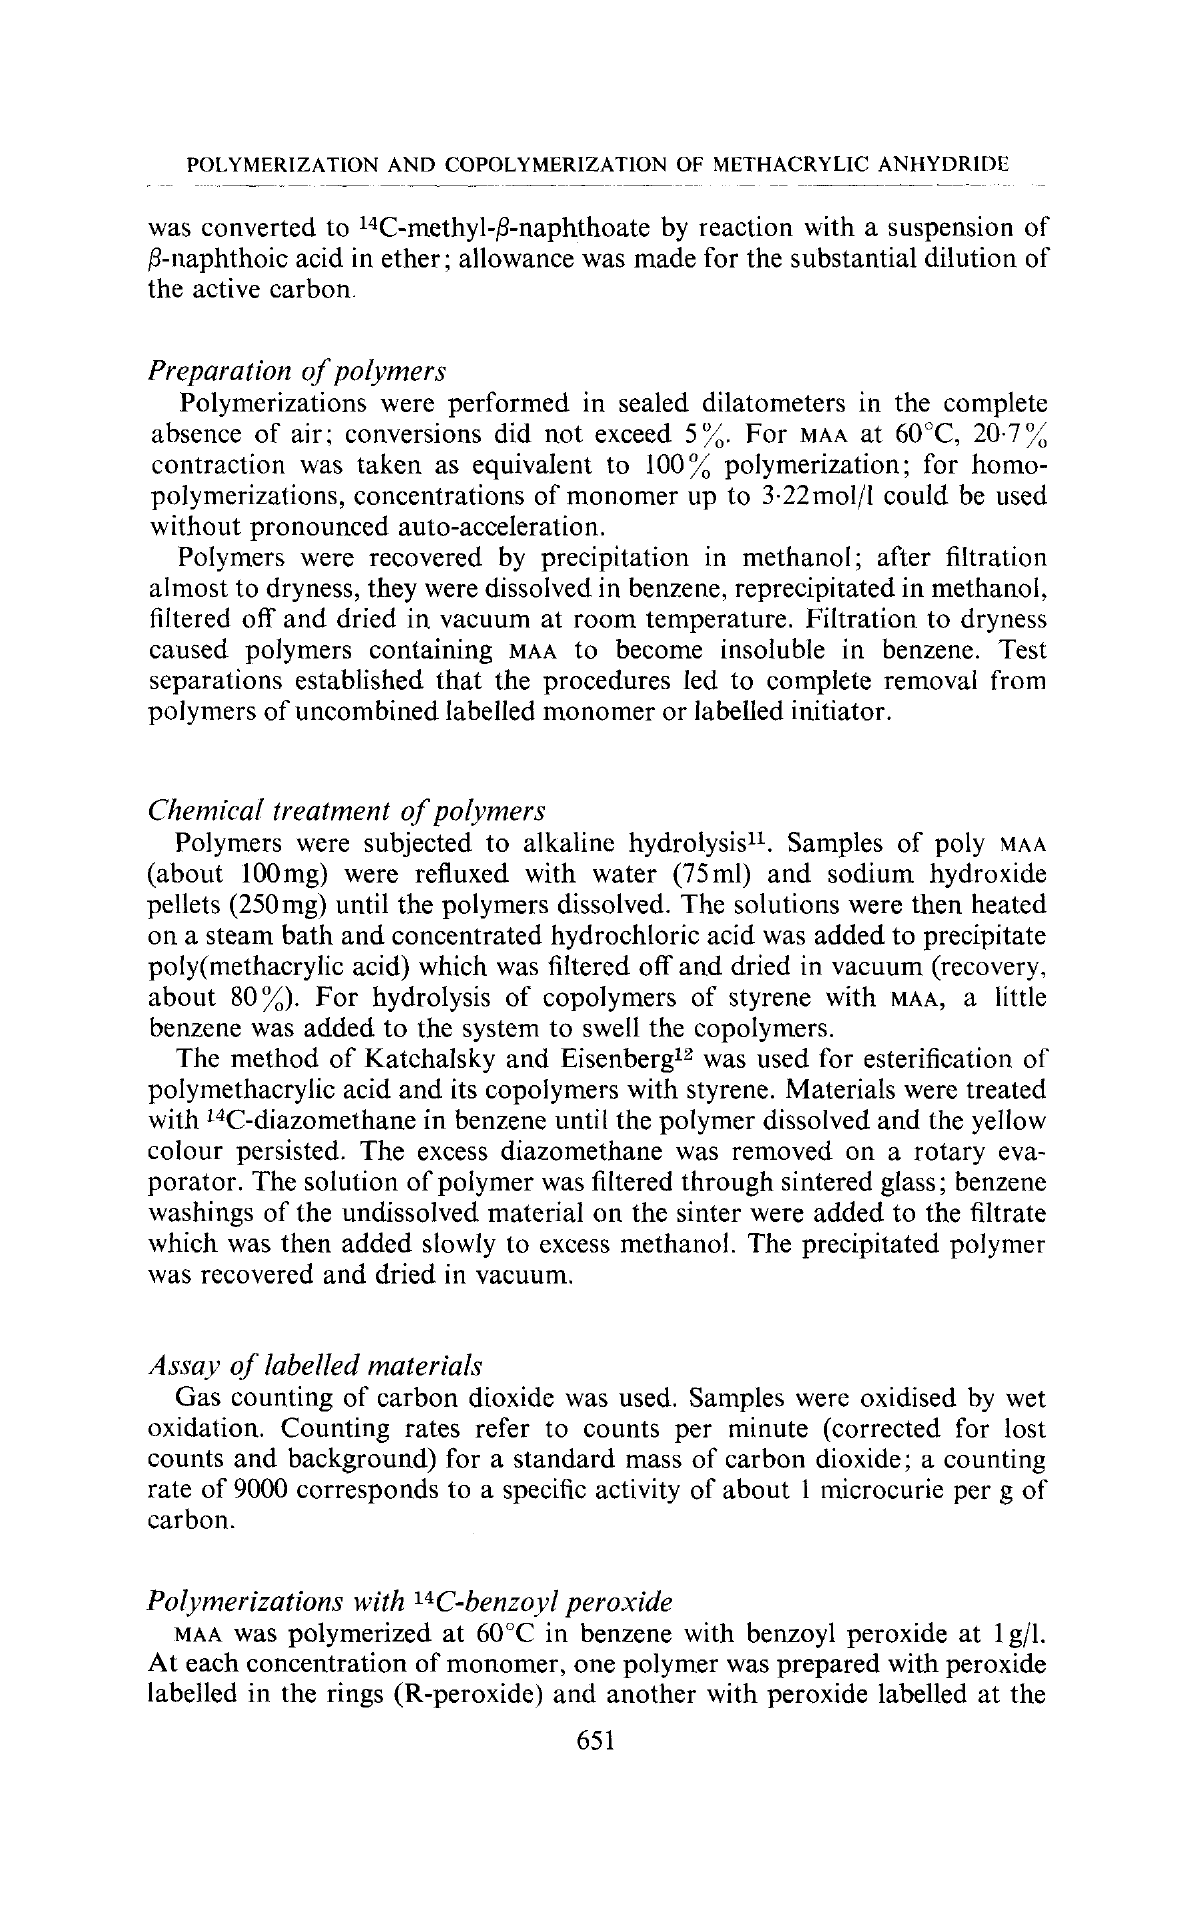 POLYMERIZATION AND COPOLYMERIZATION OF METHACRYLIC ANHYDRIDE
was converted to ¹⁴C-methyl-β-naphthoate by reaction with a suspension of
β-naphthoic acid in ether; allowance was made for the substantial dilution of
the active carbon.
Preparation of polymers
Polymerizations were performed in sealed dilatometers in the complete
absence of air; conversions did not exceed 5%. For MAA at 60°C, 20·7%
contraction was taken as equivalent to 100% polymerization; for homo-
polymerizations, concentrations of monomer up to 3·22mol/l could be used
without pronounced auto-acceleration.
Polymers were recovered by precipitation in methanol; after filtration
almost to dryness, they were dissolved in benzene, reprecipitated in methanol,
filtered off and dried in vacuum at room temperature. Filtration to dryness
caused polymers containing MAA to become insoluble in benzene. Test
separations established that the procedures led to complete removal from
polymers of uncombined labelled monomer or labelled initiator.
Chemical treatment of polymers
Polymers were subjected to alkaline hydrolysis¹¹. Samples of poly MAA
(about 100mg) were refluxed with water (75ml) and sodium hydroxide
pellets (250mg) until the polymers dissolved. The solutions were then heated
on a steam bath and concentrated hydrochloric acid was added to precipitate
poly(methacrylic acid) which was filtered off and dried in vacuum (recovery,
about 80%). For hydrolysis of copolymers of styrene with MAA, a little
benzene was added to the system to swell the copolymers.
The method of Katchalsky and Eisenberg¹² was used for esterification of
polymethacrylic acid and its copolymers with styrene. Materials were treated
with ¹⁴C-diazomethane in benzene until the polymer dissolved and the yellow
colour persisted. The excess diazomethane was removed on a rotary eva-
porator. The solution of polymer was filtered through sintered glass; benzene
washings of the undissolved material on the sinter were added to the filtrate
which was then added slowly to excess methanol. The precipitated polymer
was recovered and dried in vacuum.
Assay of labelled materials
Gas counting of carbon dioxide was used. Samples were oxidised by wet
oxidation. Counting rates refer to counts per minute (corrected for lost
counts and background) for a standard mass of carbon dioxide; a counting
rate of 9000 corresponds to a specific activity of about 1 microcurie per g of
carbon.
Polymerizations with ¹⁴C-benzoyl peroxide
MAA was polymerized at 60°C in benzene with benzoyl peroxide at 1g/l.
At each concentration of monomer, one polymer was prepared with peroxide
labelled in the rings (R-peroxide) and another with peroxide labelled at the
651